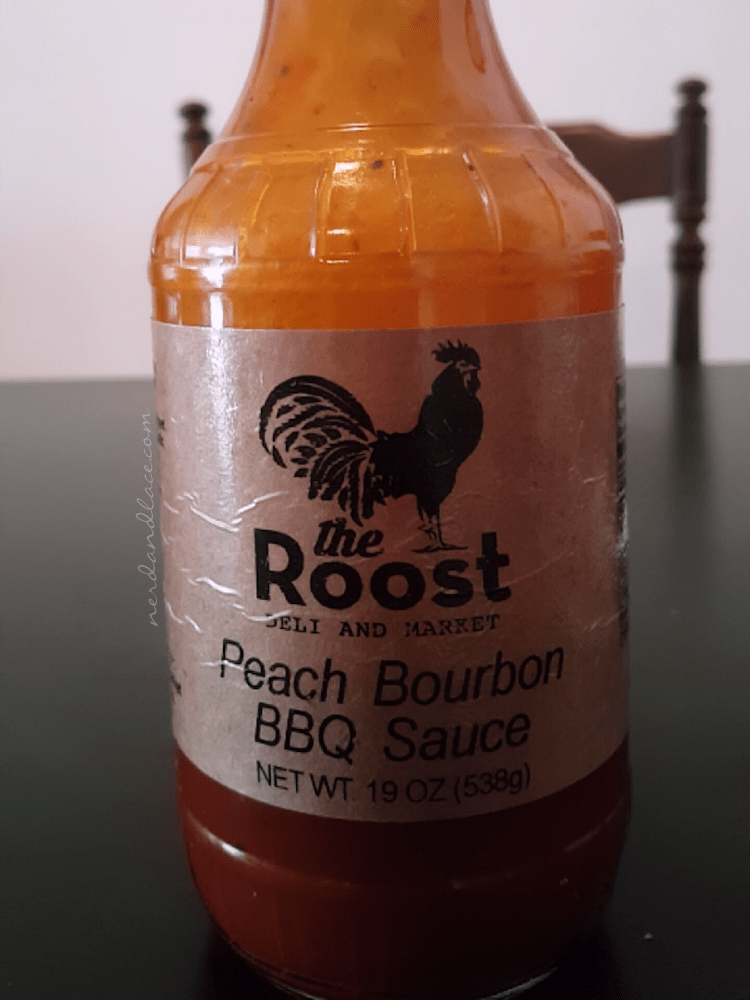 the
Roost
DELI AND MARKET
Peach Bourbon
BBQ Sauce
NET WT. 19 OZ (538g)
nerdandlace.com